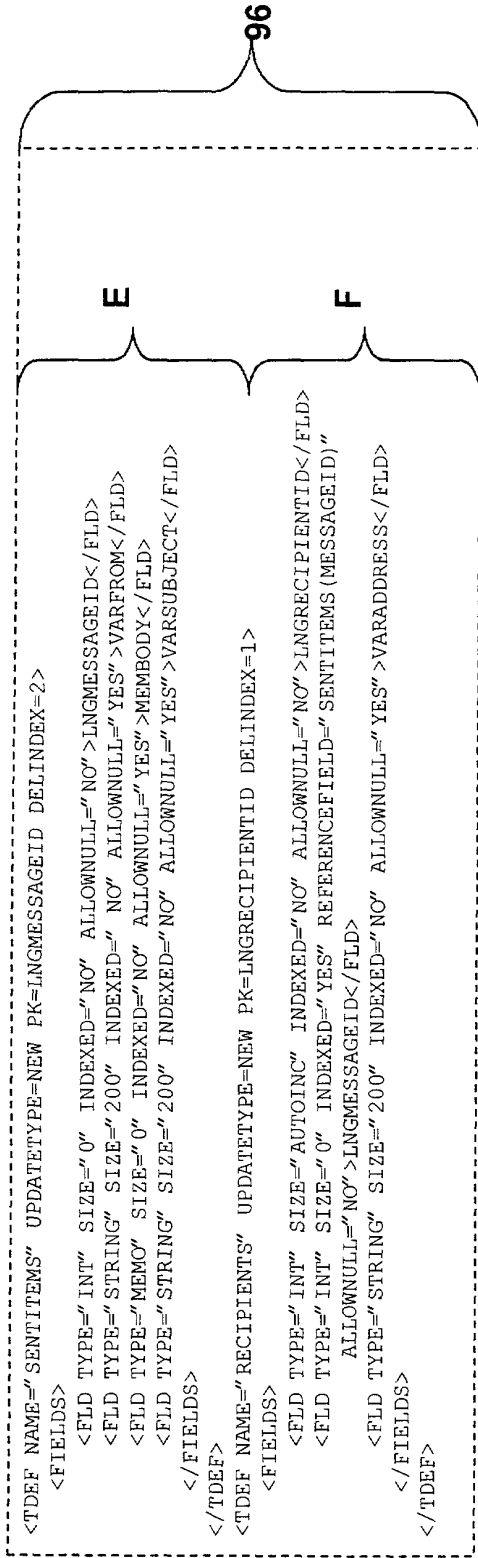 <TDEF NAME="SENTITEMS" UPDATETYPE=NEW PK=LNGMESSAGEID DELINDEX=2>
<FIELDS>
<FLD TYPE="INT" SIZE="0" INDEXED="NO" ALLOWNULL="NO">LNGMESSAGEID</FLD>
<FLD TYPE="STRING" SIZE="200" INDEXED=" NO" ALLOWNULL="YES">VARFROM</FLD>
<FLD TYPE="MEMO" SIZE="0" INDEXED="NO" ALLOWNULL="YES">MEMBODY</FLD>
<FLD TYPE="STRING" SIZE="200" INDEXED="NO" ALLOWNULL="YES">VARSUBJECT</FLD>
</FIELDS>
</TDEF>
<TDEF NAME="RECIPIENTS" UPDATETYPE=NEW PK=LNGRECIPIENTID DELINDEX=1>
<FIELDS>
<FLD TYPE="INT" SIZE="AUTOINC" INDEXED="NO" ALLOWNULL="NO">LNGRECIPIENTID</FLD>
<FLD TYPE="INT" SIZE="0" INDEXED="YES" REFERENCEFIELD="SENTITEMS(MESSAGEID)"
ALLOWNULL="NO">LNGMESSAGEID</FLD>
<FLD TYPE="STRING" SIZE="200" INDEXED="NO" ALLOWNULL="YES">VARADDRESS</FLD>
</FIELDS>
</TDEF>
E
F
96